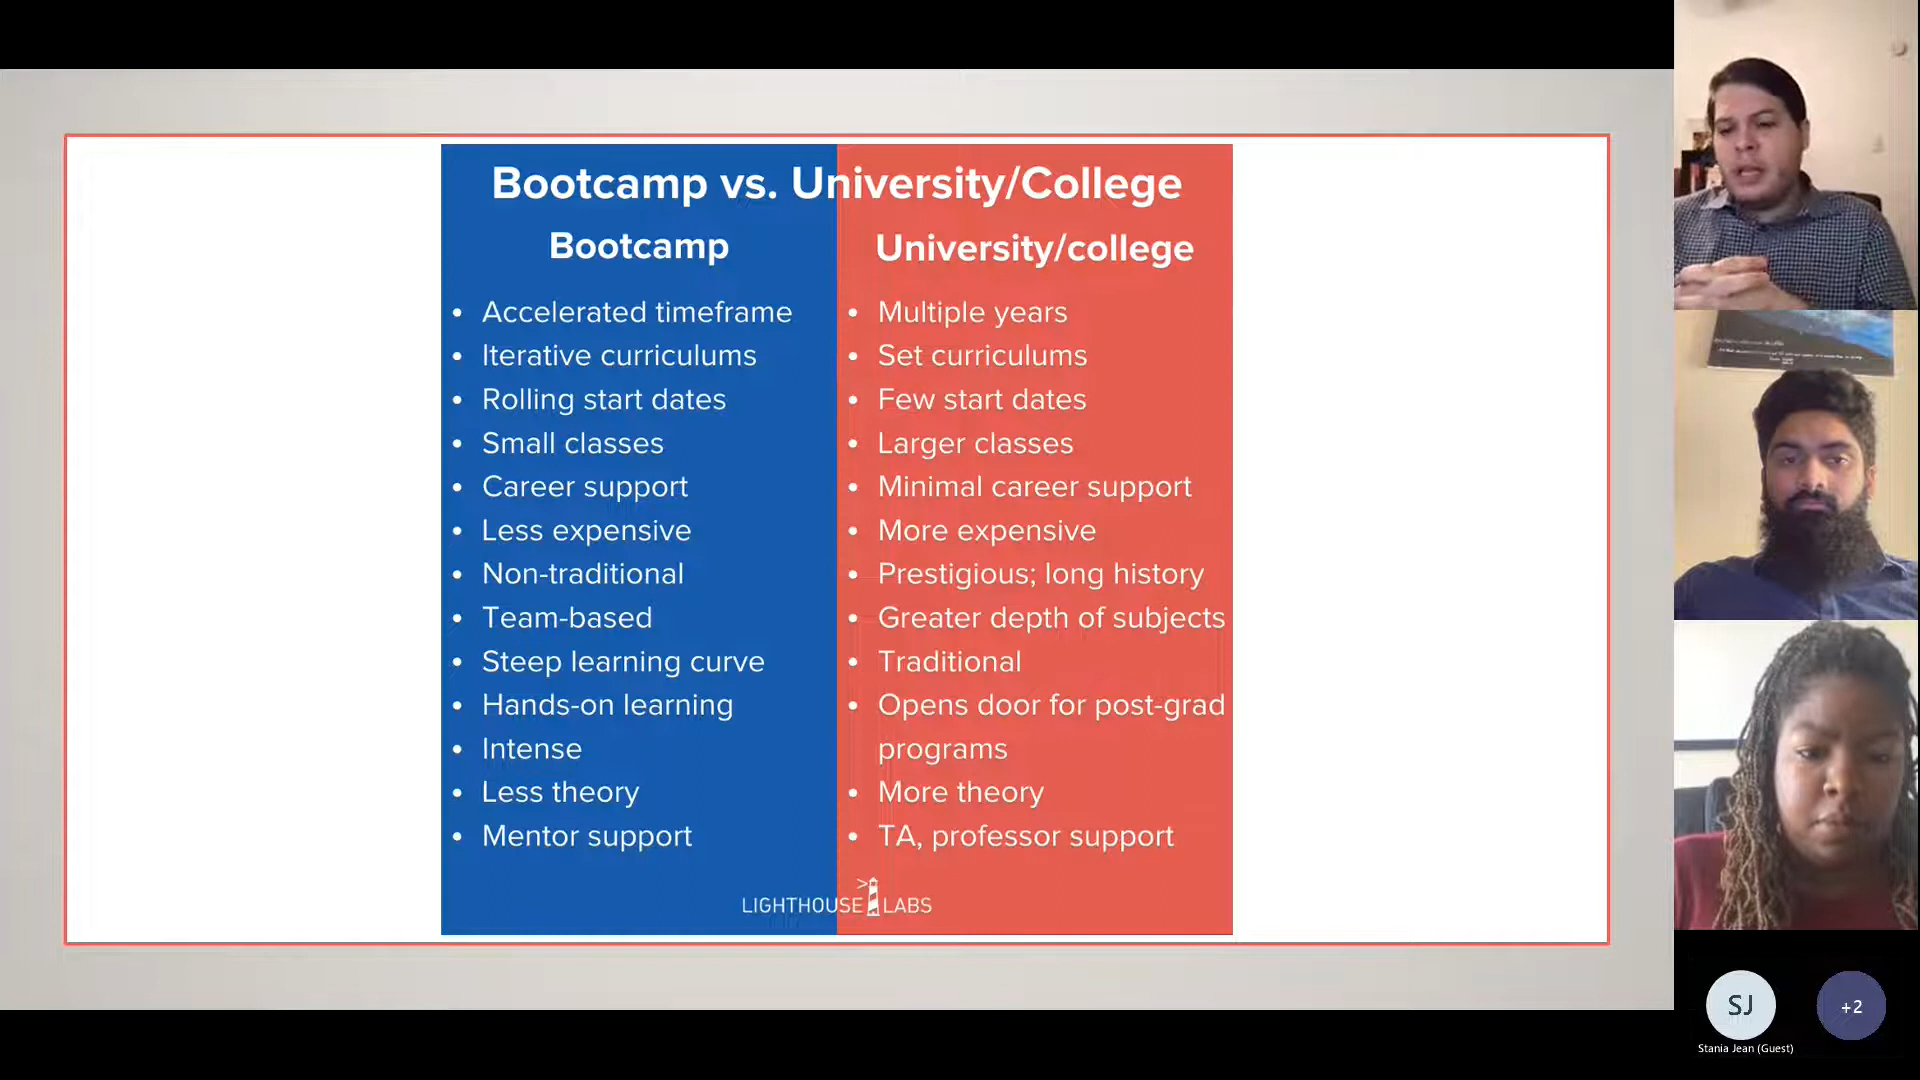 Bootcamp vs. University/College
Bootcamp
• Accelerated timeframe
• Iterative curriculums
• Rolling start dates
• Small classes
• Career support
• Less expensive
• Non-traditional
• Team-based
• Steep learning curve
• Hands-on learning
• Intense
• Less theory
• Mentor support
University/college
• Multiple years
• Set curriculums
• Few start dates
• Larger classes
• Minimal career support
• More expensive
• Prestigious; long history
• Greater depth of subjects
• Traditional
• Opens door for post-grad
programs
• More theory
• TA, professor support
LIGHTHOUSE LABS
SJ
+2
Stania Jean (Guest)